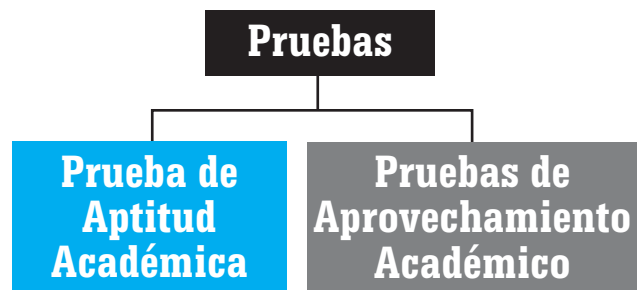 Pruebas
Prueba de
Aptitud
Académica
Pruebas de
Aprovechamiento
Académico